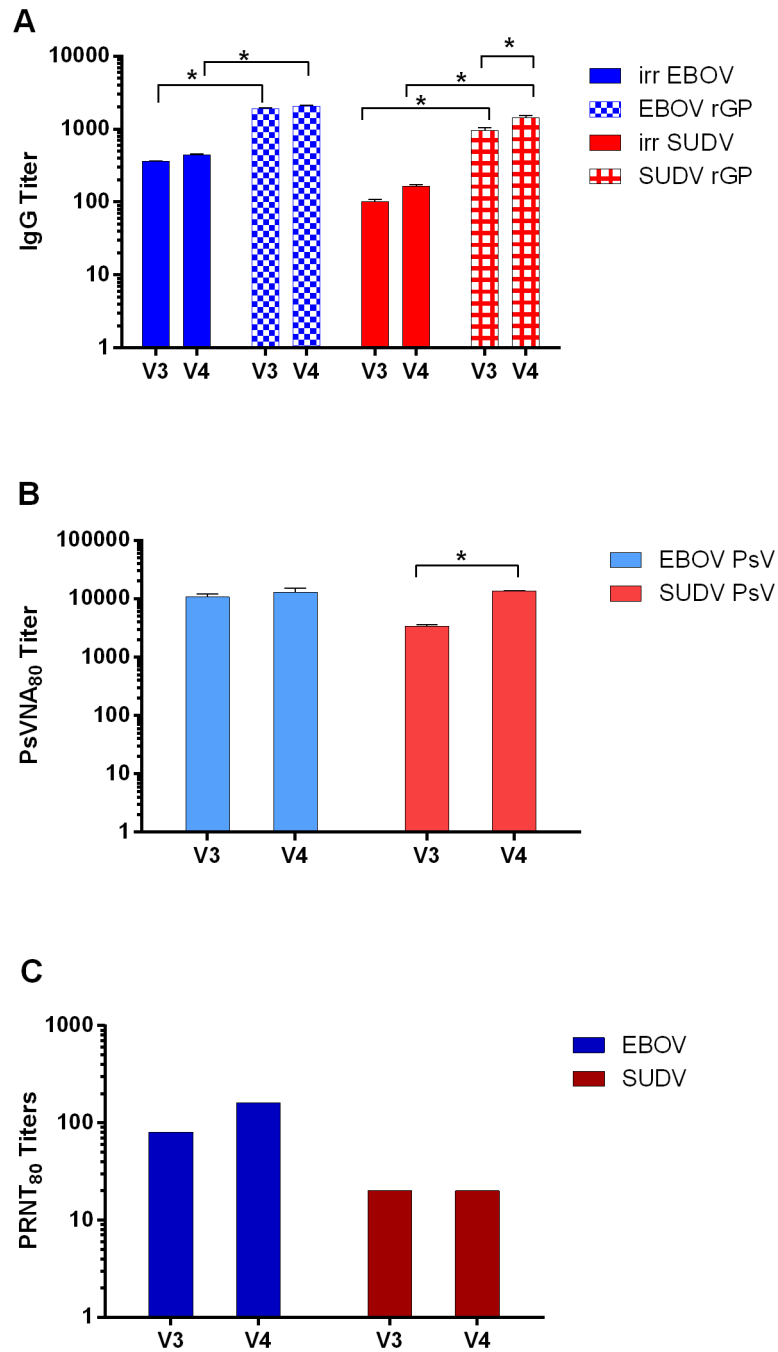 A
10000
1000
100
10
1
IgG Titer
* * * * *
V3 V4 V3 V4 V3 V4 V3 V4
irr EBOV
EBOV rGP
irr SUDV
SUDV rGP
B
100000
10000
1000
100
10
1
PsVNA80 Titer
*
V3 V4 V3 V4
EBOV PsV
SUDV PsV
C
1000
100
10
1
PRNT80 Titers
V3 V4 V3 V4
EBOV
SUDV